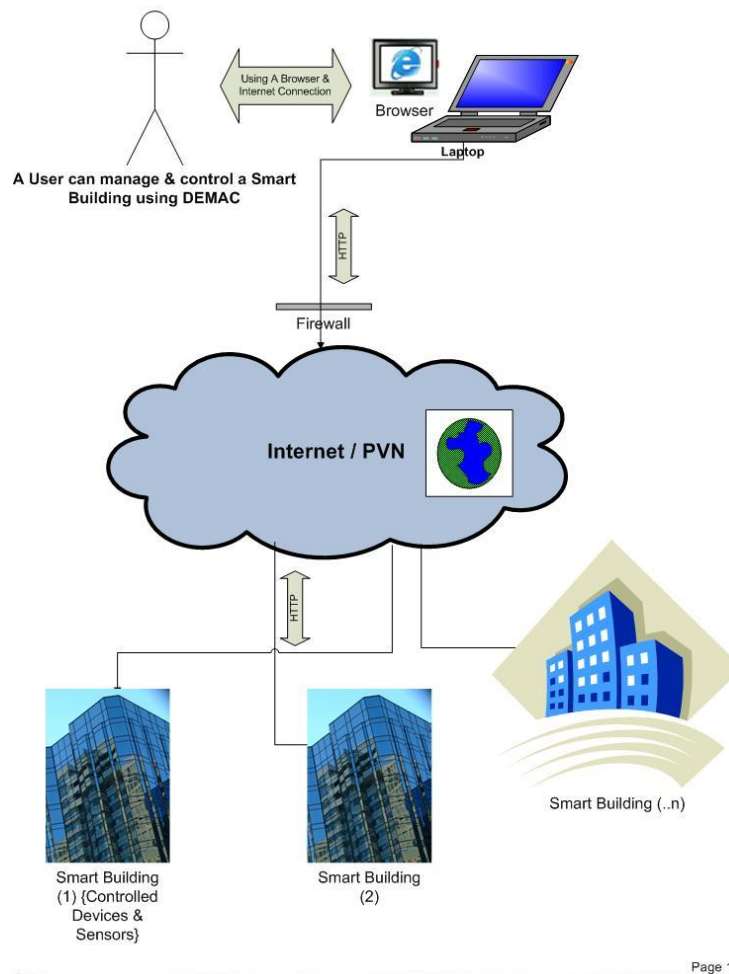 Using A Browser &
Internet Connection
Browser
Laptop
A User can manage & control a Smart
Building using DEMAC
HTTP
Firewall
Internet / PVN
HTTP
Smart Building
(1) {Controlled
Devices &
Sensors}
Smart Building
(2)
Smart Building (..n)
Page 1